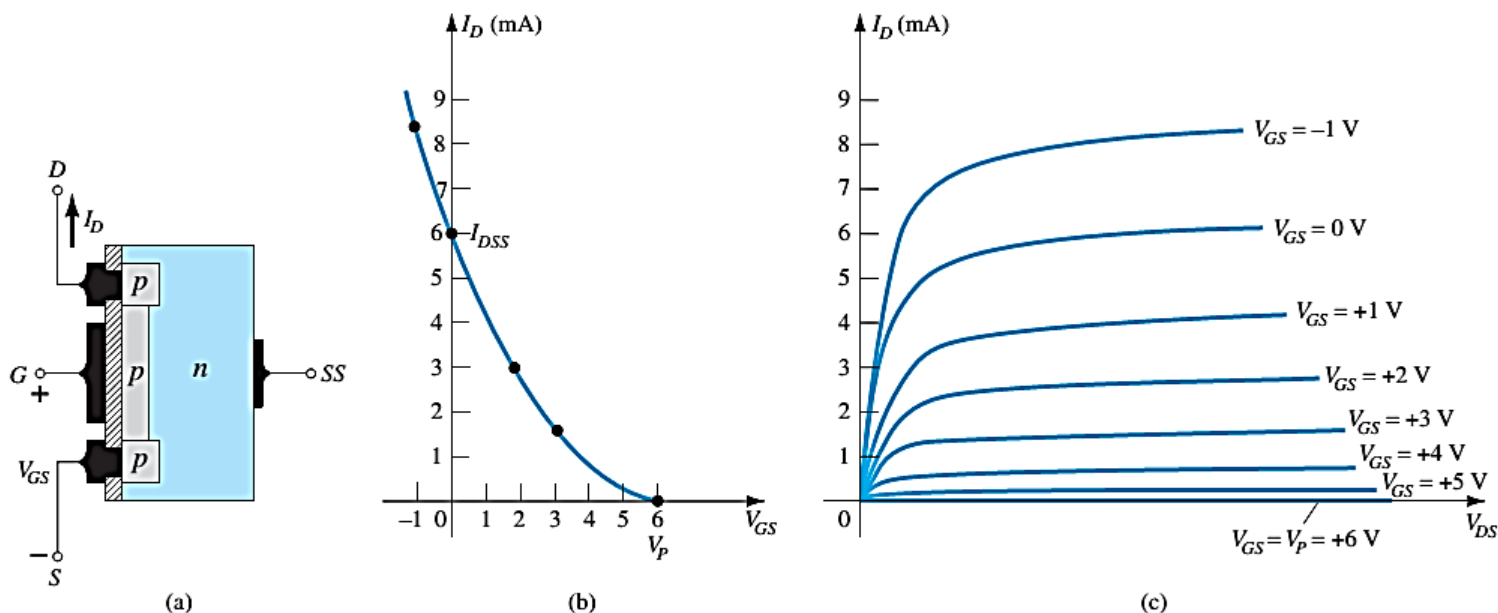 D
I_D
p
G
+
p
n
SS
p
V_GS
−
S
(a)
I_D (mA)
9
8
7
6
I_DSS
5
4
3
2
1
−1 0 1 2 3 4 5 6
V_GS
V_P
(b)
I_D (mA)
9
8
V_GS = –1 V
7
6
V_GS = 0 V
5
4
V_GS = +1 V
3
V_GS = +2 V
2
V_GS = +3 V
1
V_GS = +4 V
V_GS = +5 V
0
V_DS
V_GS = V_P = +6 V
(c)